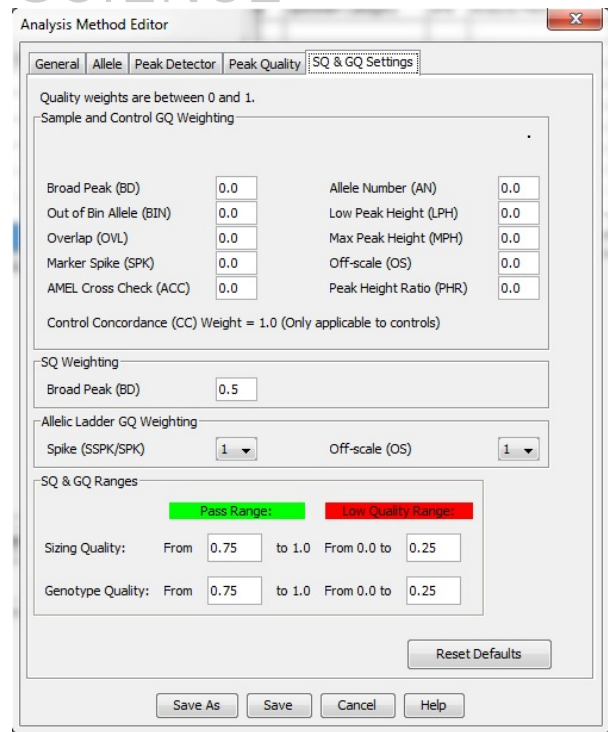 SCIENCE
Analysis Method Editor
x
General Allele Peak Detector Peak Quality SQ & GQ Settings
Quality weights are between 0 and 1.
Sample and Control GQ Weighting
Broad Peak (BD) 0.0 Allele Number (AN) 0.0
Out of Bin Allele (BIN) 0.0 Low Peak Height (LPH) 0.0
Overlap (OVL) 0.0 Max Peak Height (MPH) 0.0
Marker Spike (SPK) 0.0 Off-scale (OS) 0.0
AMEL Cross Check (ACC) 0.0 Peak Height Ratio (PHR) 0.0
Control Concordance (CC) Weight = 1.0 (Only applicable to controls)
SQ Weighting
Broad Peak (BD) 0.5
Allelic Ladder GQ Weighting
Spike (SSPK/SPK) 1 Off-scale (OS) 1
SQ & GQ Ranges
Pass Range: Low Quality Range:
Sizing Quality: From 0.75 to 1.0 From 0.0 to 0.25
Genotype Quality: From 0.75 to 1.0 From 0.0 to 0.25
Reset Defaults
Save As Save Cancel Help